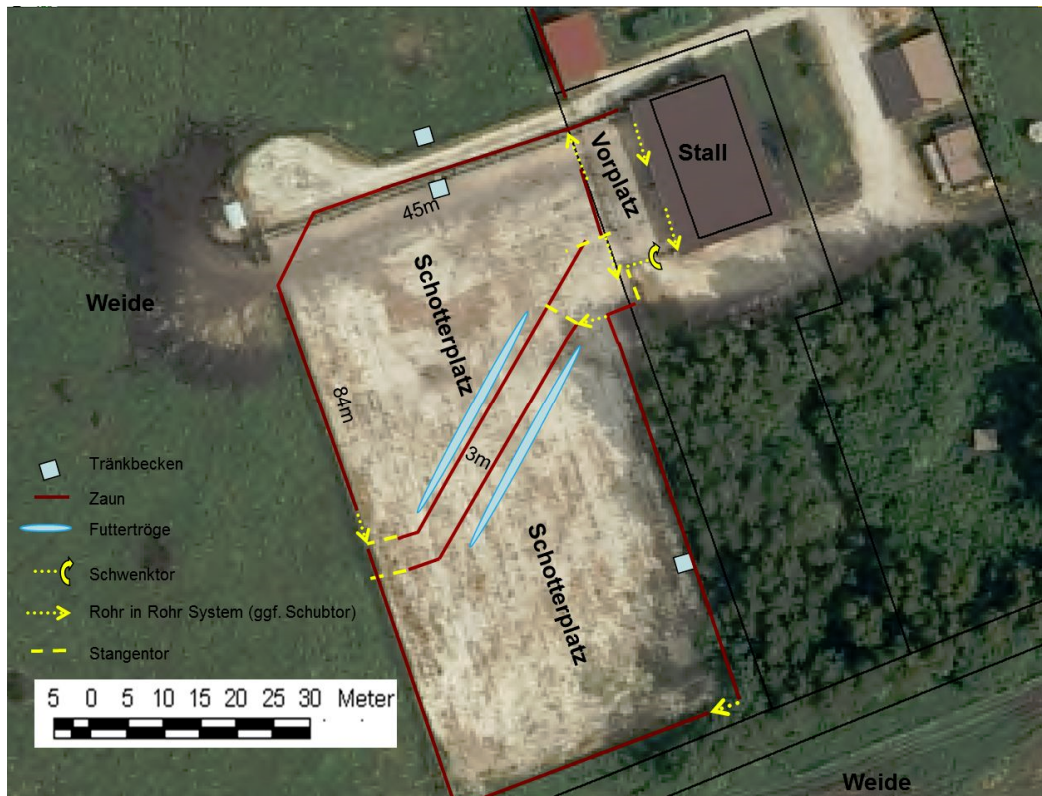 Stall
Vorplatz
45m
Schotterplatz
Weide
84m
3m
Schotterplatz
Tränkbecken
Zaun
Futtertröge
Schwenktor
Rohr in Rohr System (ggf. Schubtor)
Stangentor
5 0 5 10 15 20 25 30 Meter
Weide